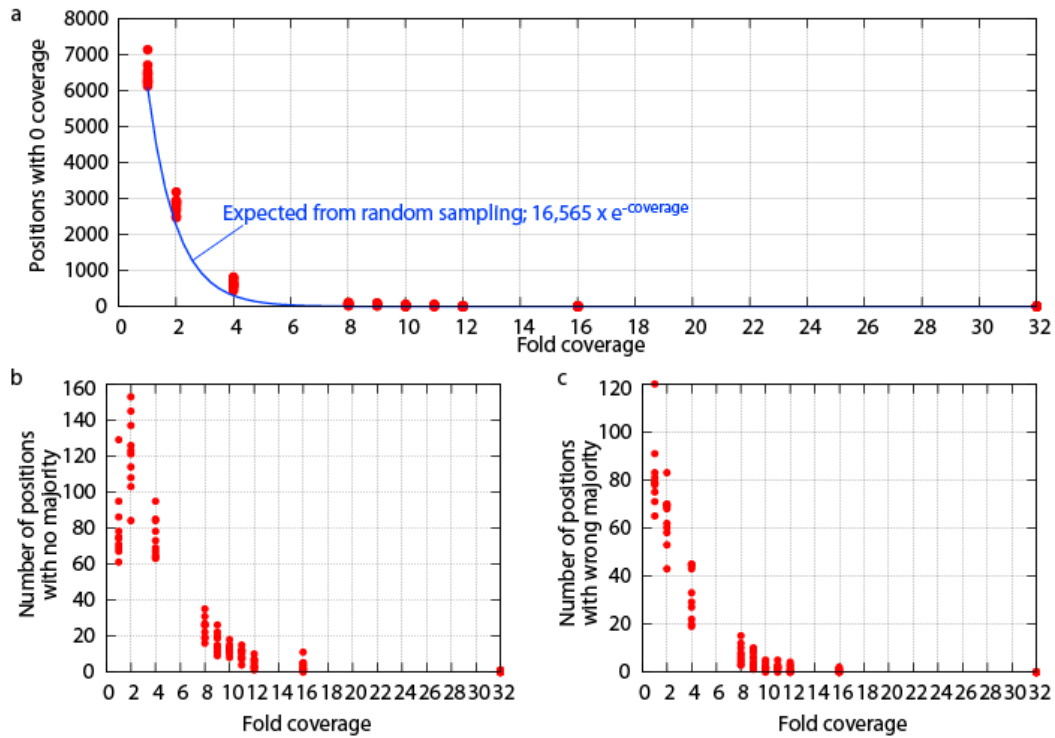 a
8000
7000
6000
5000
4000
3000
2000
1000
0
Positions with 0 coverage
Expected from random sampling; 16,565 x e-coverage
0 2 4 6 8 10 12 14 16 18 20 22 24 26 28 30 32
Fold coverage
b
160
140
120
100
80
60
40
20
0
Number of positions
with no majority
0 2 4 6 8 10 12 14 16 18 20 22 24 26 28 30 32
Fold coverage
c
120
100
80
60
40
20
0
Number of positions
with wrong majority
0 2 4 6 8 10 12 14 16 18 20 22 24 26 28 30 32
Fold coverage